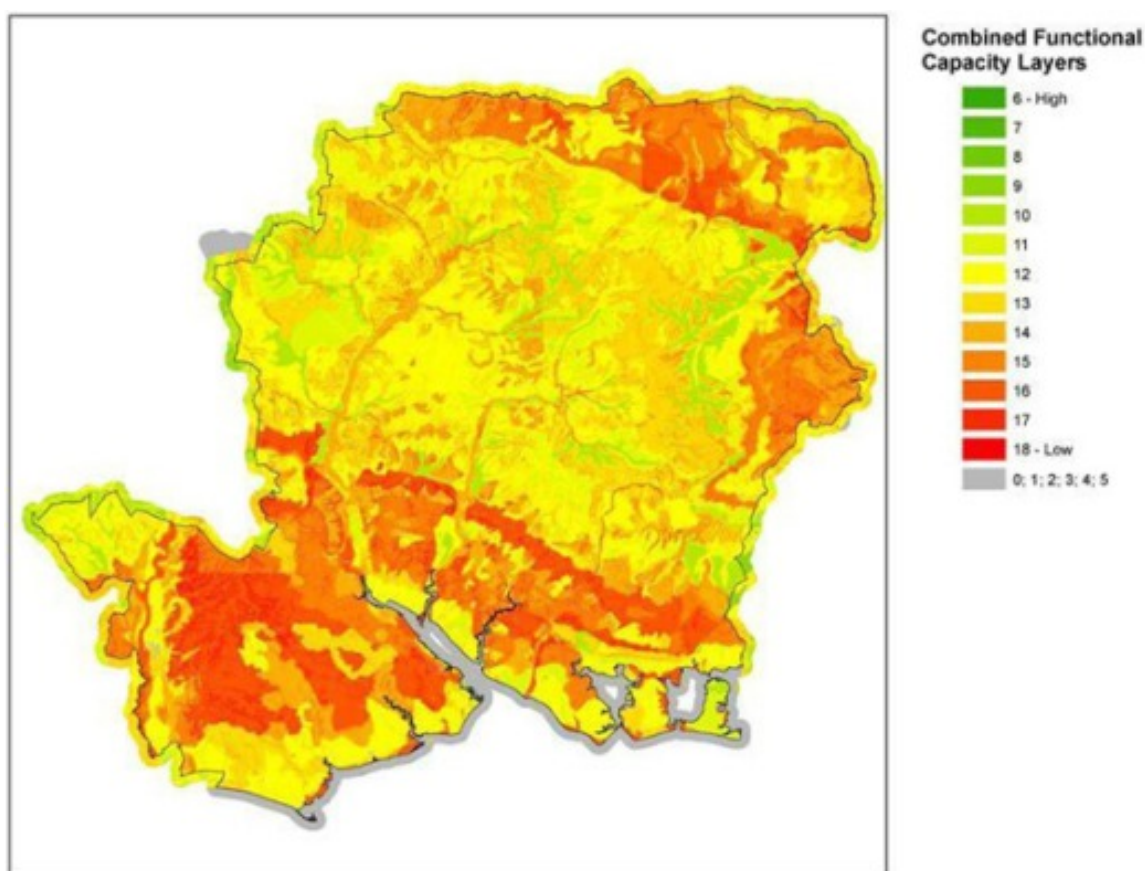 Combined Functional
Capacity Layers
6 - High
7
8
9
10
11
12
13
14
15
16
17
18 - Low
0; 1; 2; 3; 4; 5